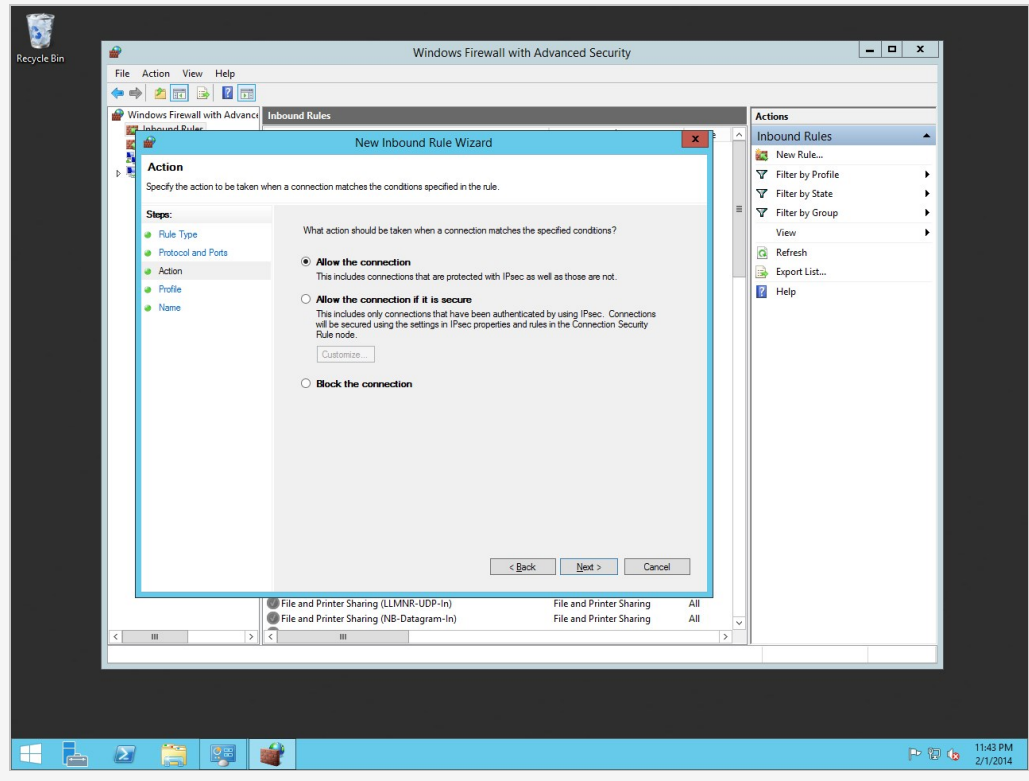 Recycle Bin
Windows Firewall with Advanced Security
File Action View Help
Windows Firewall with Advance
Inbound Rules
Inbound Rules
Actions
Inbound Rules
New Rule...
Filter by Profile
Filter by State
Filter by Group
View
Refresh
Export List...
Help
New Inbound Rule Wizard
Action
Specify the action to be taken when a connection matches the conditions specified in the rule.
Steps:
Rule Type
Protocol and Ports
Action
Profile
Name
What action should be taken when a connection matches the specified conditions?
Allow the connection
This includes connections that are protected with IPsec as well as those are not.
Allow the connection if it is secure
This includes only connections that have been authenticated by using IPsec. Connections
will be secured using the settings in IPsec properties and rules in the Connection Security
Rule node.
Customize...
Block the connection
< Back Next > Cancel
File and Printer Sharing (LLMNR-UDP-In) File and Printer Sharing All
File and Printer Sharing (NB-Datagram-In) File and Printer Sharing All
11:43 PM
2/1/2014